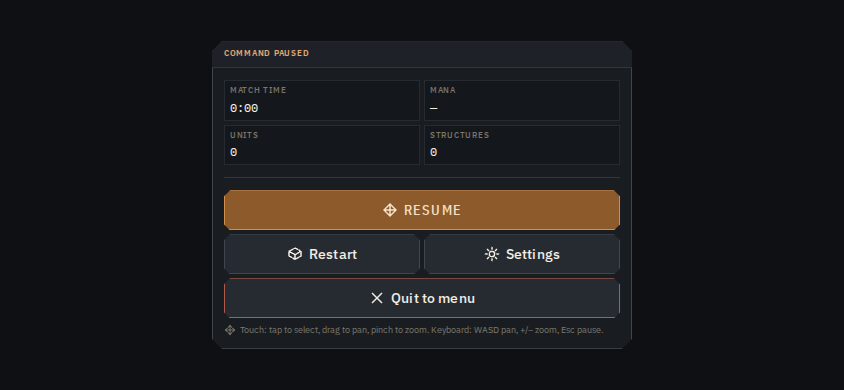 COMMAND PAUSED
MATCH TIME
0:00
MANA
—
UNITS
0
STRUCTURES
0
RESUME
Restart
Settings
Quit to menu
Touch: tap to select, drag to pan, pinch to zoom. Keyboard: WASD pan, +/− zoom, Esc pause.